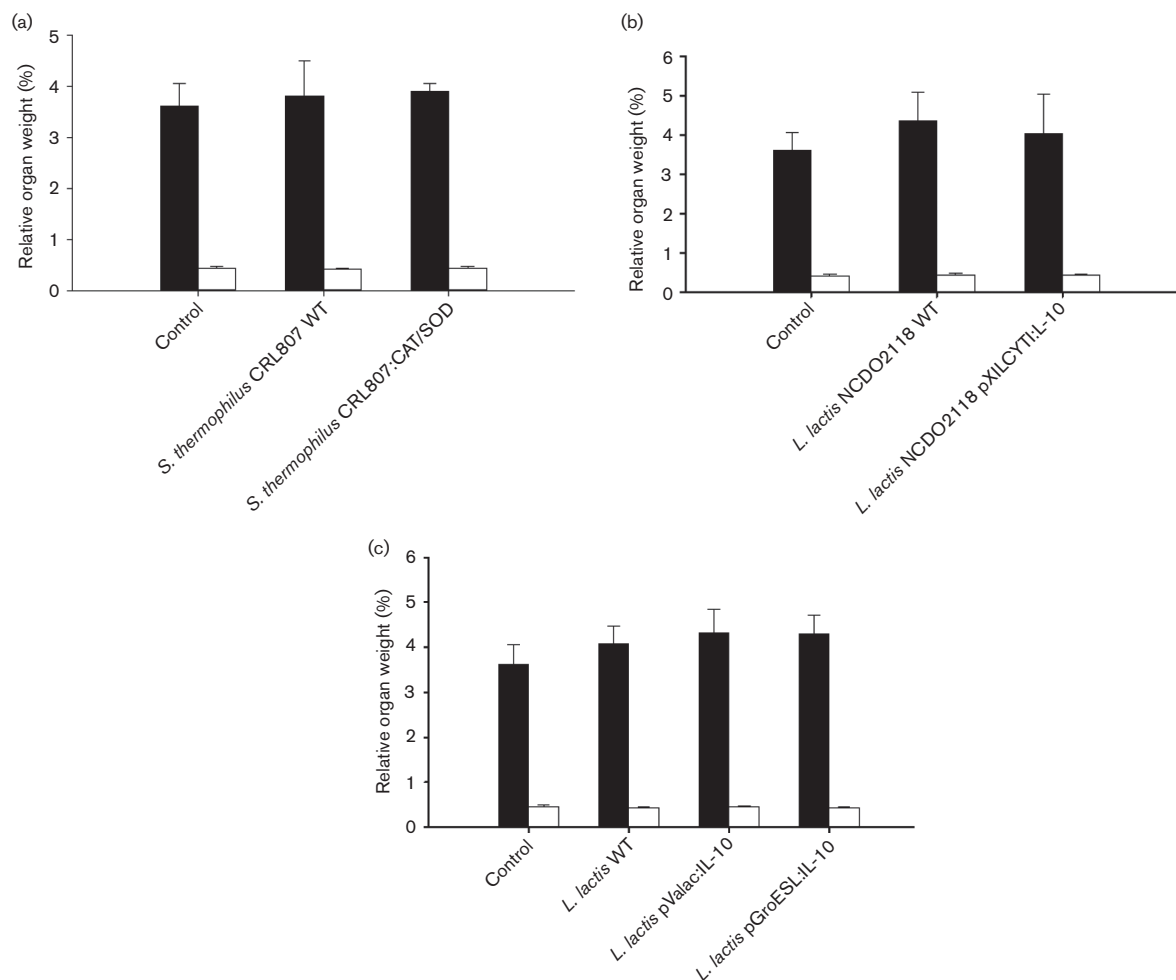 (a)
5
4
3
2
1
0
Relative organ weight (%)
Control
S. thermophilus CRL807 WT
S. thermophilus CRL807:CAT/SOD
(b)
6
5
4
3
2
1
0
Relative organ weight (%)
Control
L. lactis NCDO2118 WT
L. lactis NCDO2118 pXILCYTI:L-10
(c)
6
5
4
3
2
1
0
Relative organ weight (%)
Control
L. lactis WT
L. lactis pValac:IL-10
L. lactis pGroESL:IL-10